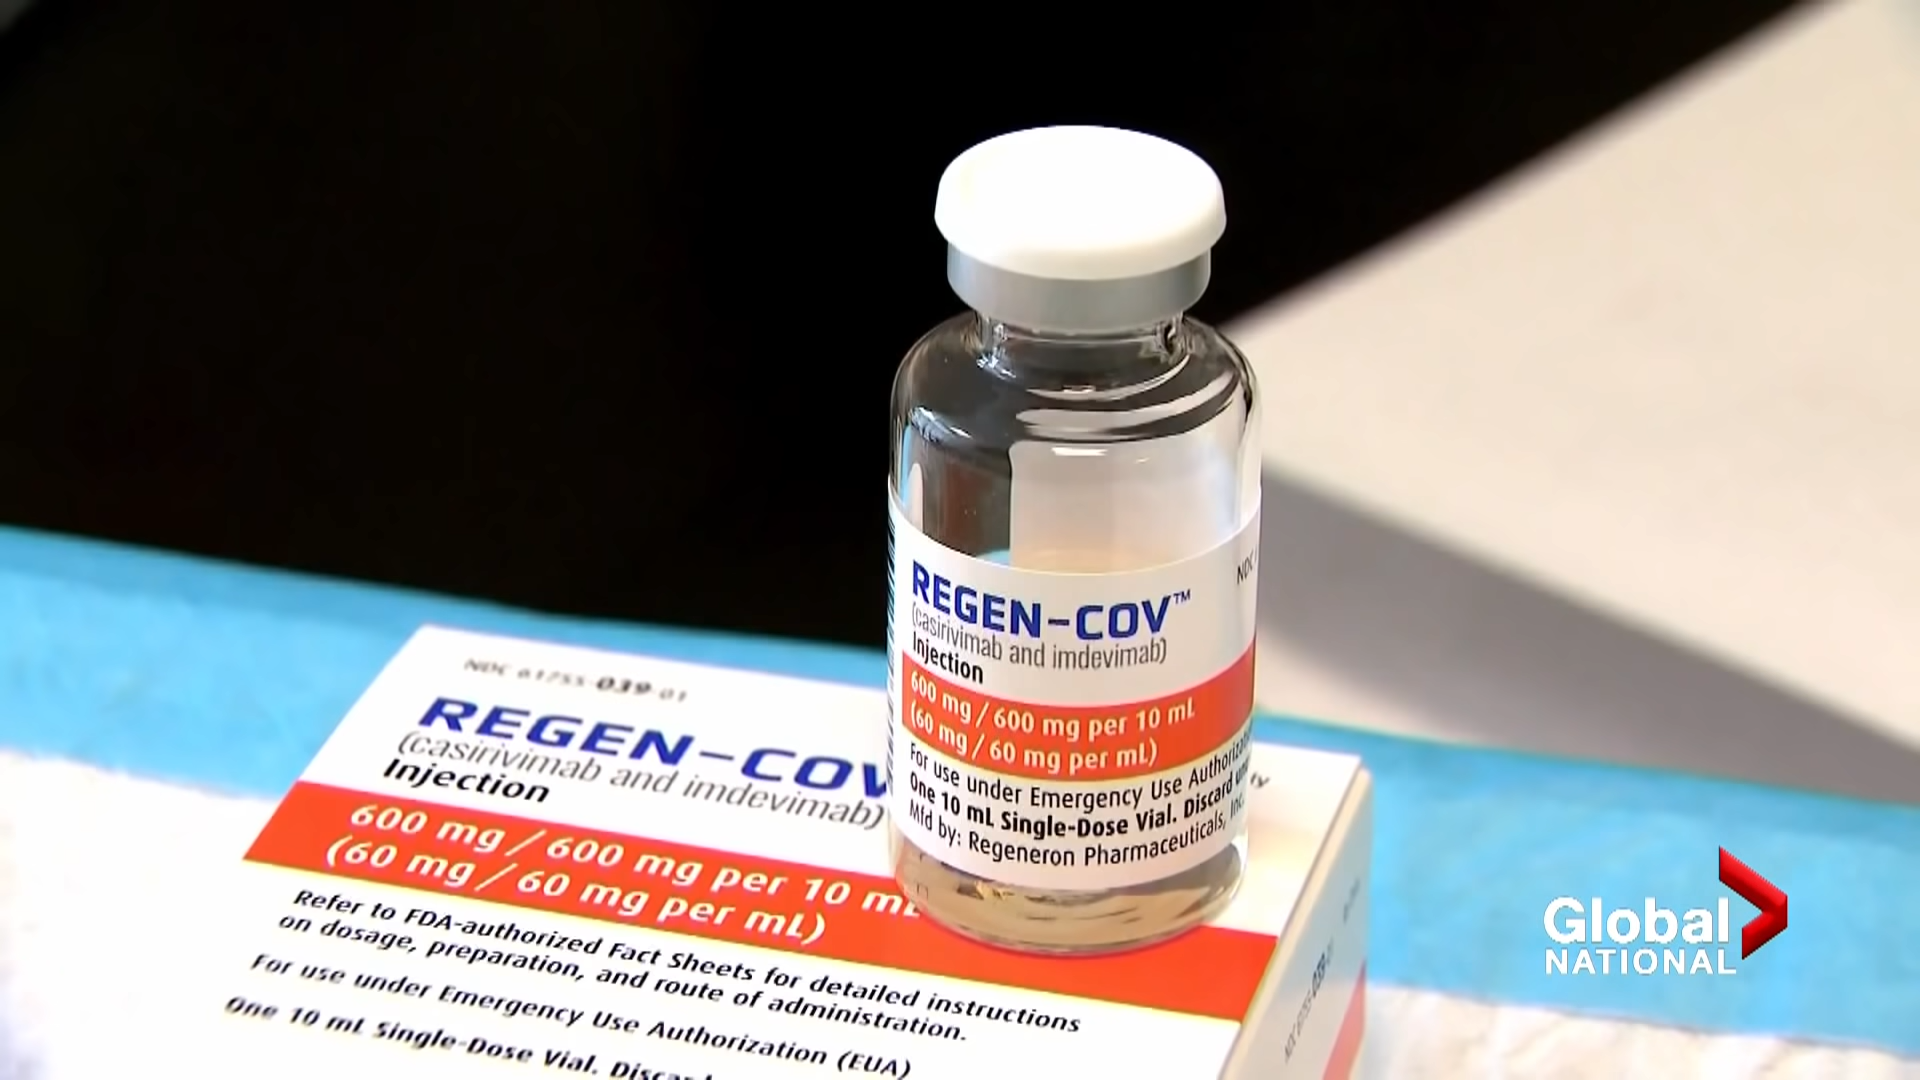 REGEN-COV™
(casirivimab and imdevimab)
Injection
600 mg / 600 mg per 10 mL
(60 mg / 60 mg per mL)
For use under Emergency Use
One 10 mL Single-Dose Vial. Discard
Mfd by: Regeneron Pharmaceuticals,
NDC
NDC 61755-039-01
REGEN-COV
(casirivimab and imdevimab)
Injection
600 mg / 600 mg per 10 mL
(60 mg / 60 mg per mL)
Refer to FDA-authorized Fact Sheets for detailed instructions
on dosage, preparation, and route of administration.
For use under Emergency Use Authorization (EUA)
One 10 mL Single-Dose Vial.
Global
NATIONAL